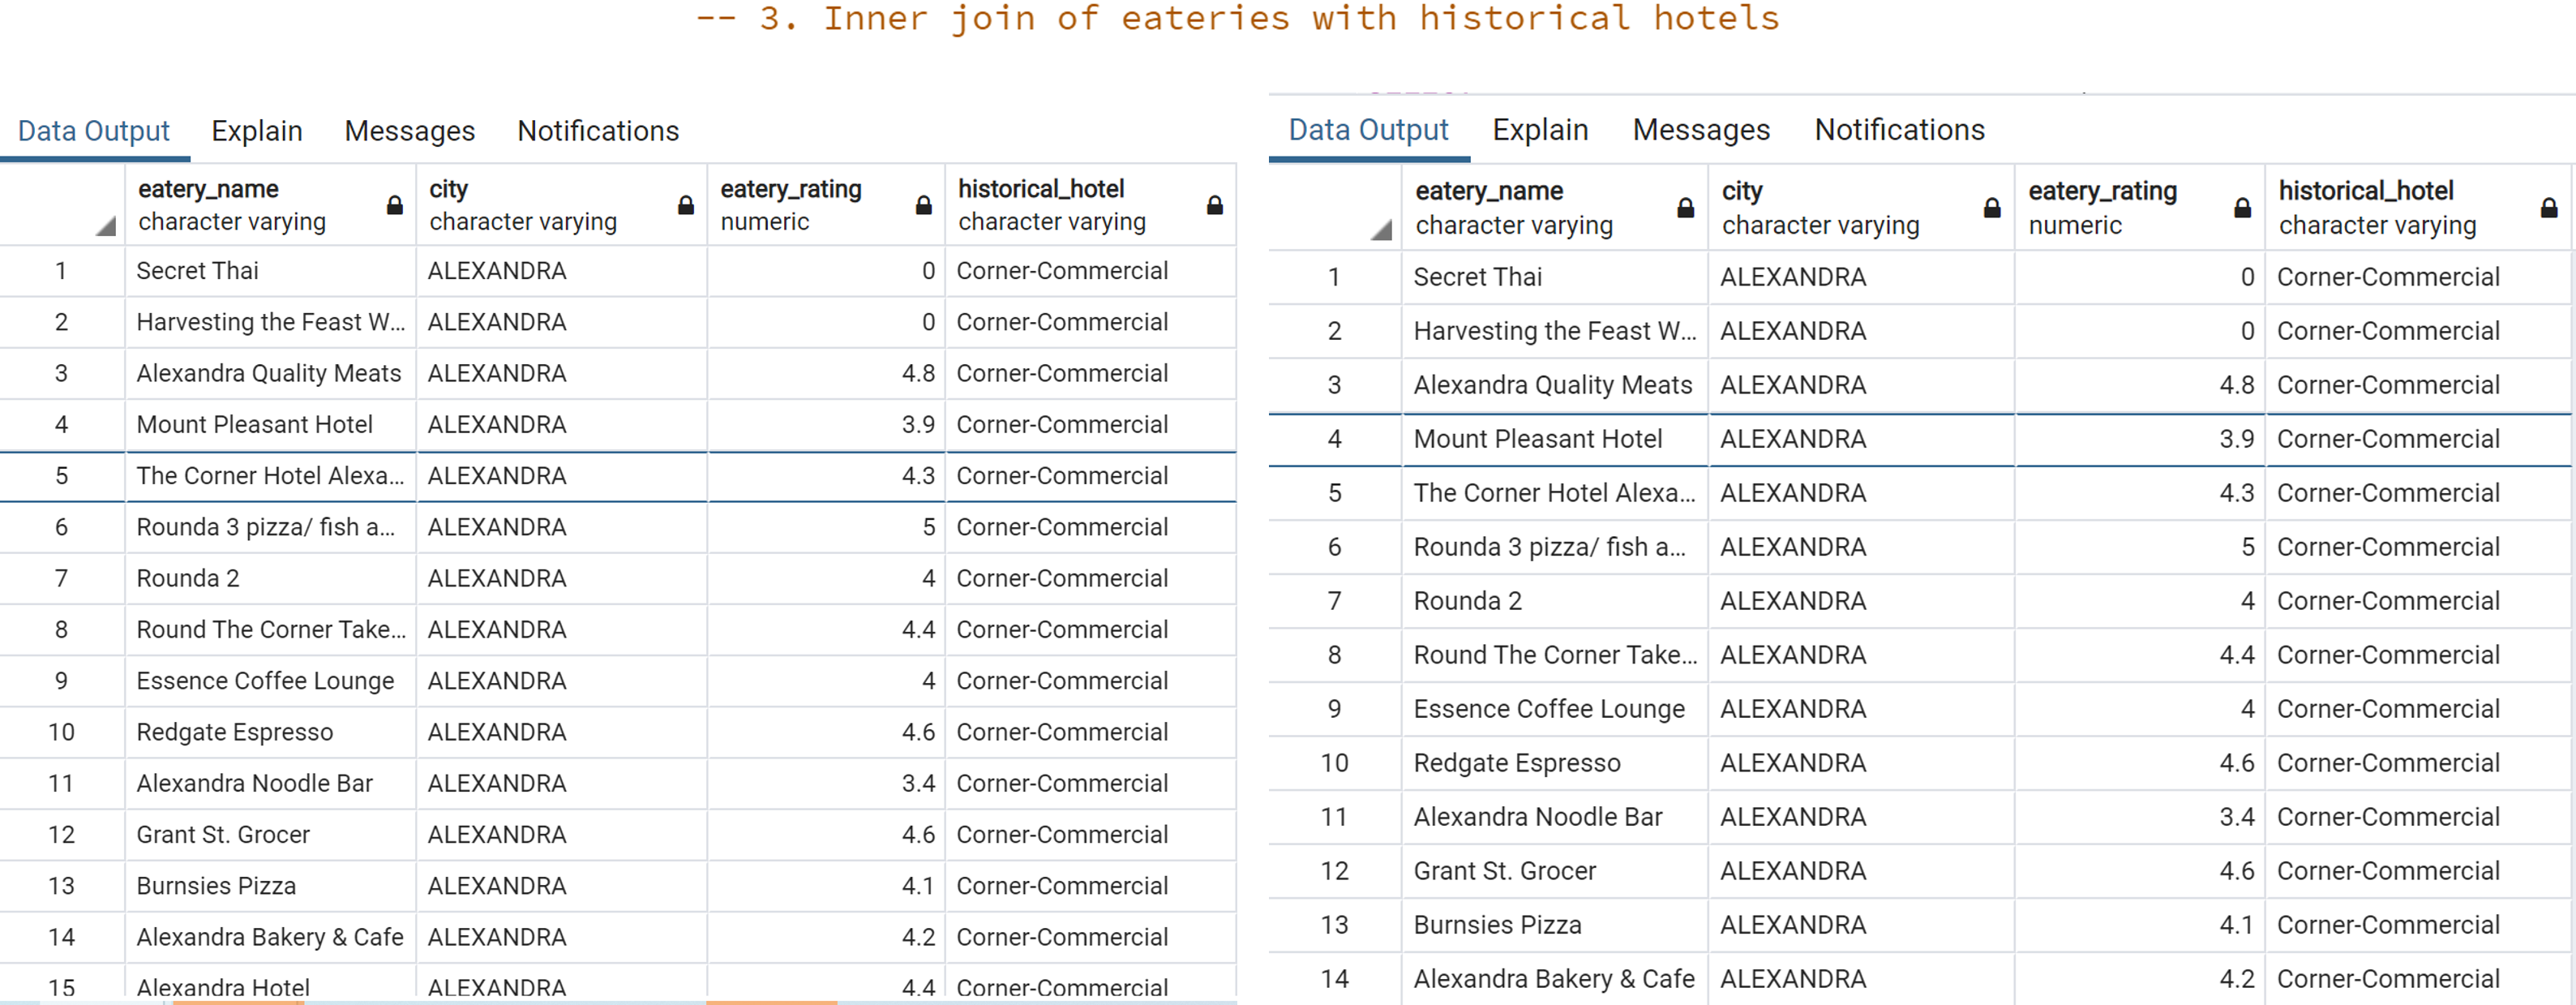 -- 3. Inner join of eateries with historical hotels
Data Output Explain Messages Notifications
eatery_name city eatery_rating historical_hotel
character varying character varying numeric character varying
1 Secret Thai ALEXANDRA 0 Corner-Commercial
2 Harvesting the Feast W... ALEXANDRA 0 Corner-Commercial
3 Alexandra Quality Meats ALEXANDRA 4.8 Corner-Commercial
4 Mount Pleasant Hotel ALEXANDRA 3.9 Corner-Commercial
5 The Corner Hotel Alexa... ALEXANDRA 4.3 Corner-Commercial
6 Rounda 3 pizza/ fish a... ALEXANDRA 5 Corner-Commercial
7 Rounda 2 ALEXANDRA 4 Corner-Commercial
8 Round The Corner Take... ALEXANDRA 4.4 Corner-Commercial
9 Essence Coffee Lounge ALEXANDRA 4 Corner-Commercial
10 Redgate Espresso ALEXANDRA 4.6 Corner-Commercial
11 Alexandra Noodle Bar ALEXANDRA 3.4 Corner-Commercial
12 Grant St. Grocer ALEXANDRA 4.6 Corner-Commercial
13 Burnsies Pizza ALEXANDRA 4.1 Corner-Commercial
14 Alexandra Bakery & Cafe ALEXANDRA 4.2 Corner-Commercial
15 Alexandra Hotel ALEXANDRA 4.4 Corner-Commercial
Data Output Explain Messages Notifications
eatery_name city eatery_rating historical_hotel
character varying character varying numeric character varying
1 Secret Thai ALEXANDRA 0 Corner-Commercial
2 Harvesting the Feast W... ALEXANDRA 0 Corner-Commercial
3 Alexandra Quality Meats ALEXANDRA 4.8 Corner-Commercial
4 Mount Pleasant Hotel ALEXANDRA 3.9 Corner-Commercial
5 The Corner Hotel Alexa... ALEXANDRA 4.3 Corner-Commercial
6 Rounda 3 pizza/ fish a... ALEXANDRA 5 Corner-Commercial
7 Rounda 2 ALEXANDRA 4 Corner-Commercial
8 Round The Corner Take... ALEXANDRA 4.4 Corner-Commercial
9 Essence Coffee Lounge ALEXANDRA 4 Corner-Commercial
10 Redgate Espresso ALEXANDRA 4.6 Corner-Commercial
11 Alexandra Noodle Bar ALEXANDRA 3.4 Corner-Commercial
12 Grant St. Grocer ALEXANDRA 4.6 Corner-Commercial
13 Burnsies Pizza ALEXANDRA 4.1 Corner-Commercial
14 Alexandra Bakery & Cafe ALEXANDRA 4.2 Corner-Commercial